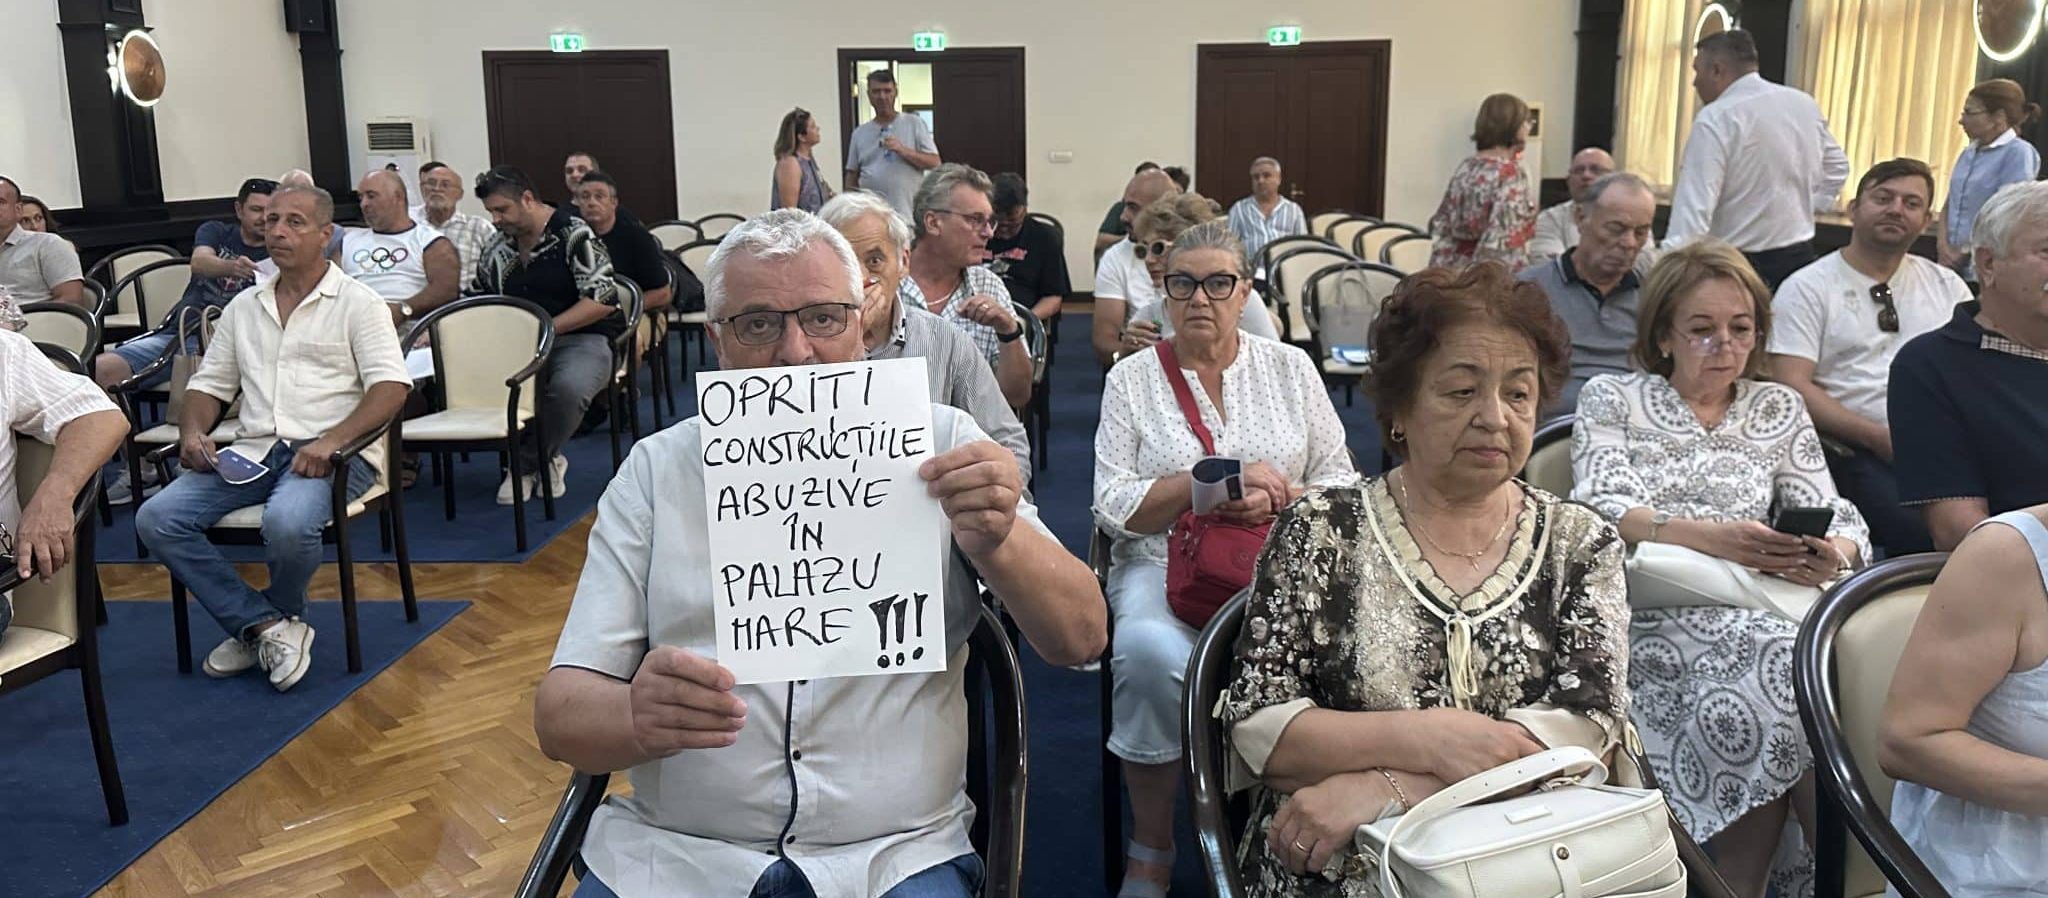 OPRIȚI
CONSTRUCȚIILE
ABUZIVE
ÎN
PALAZU
MARE !!!